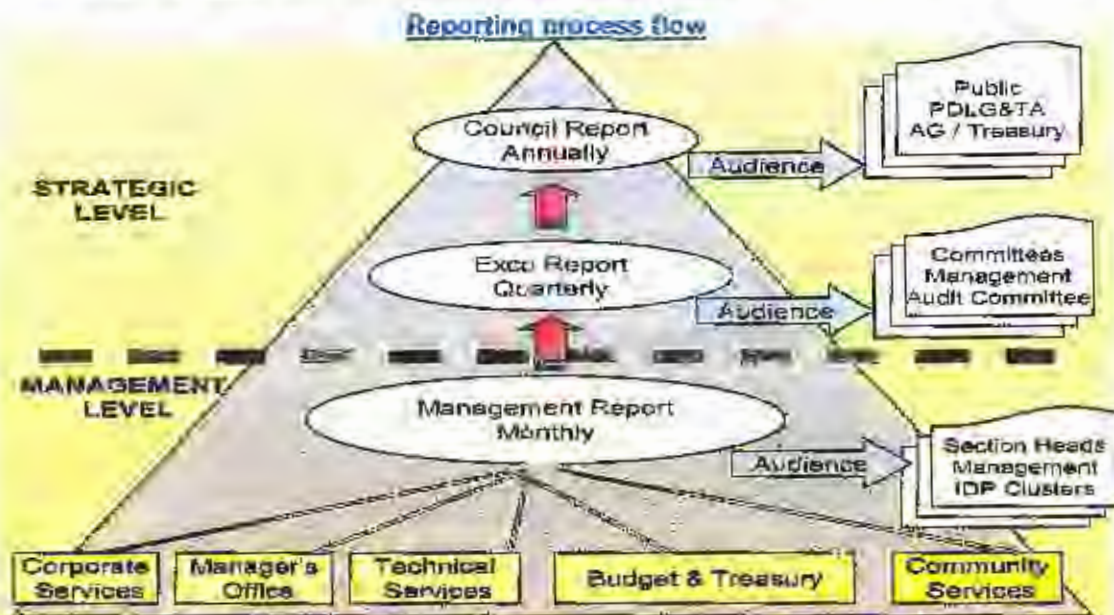 Reporting process flow
Council Report
Annually
Audience
Public
PDLG&TA
AG / Treasury
STRATEGIC
LEVEL
Exco Report
Quarterly
Audience
Committees
Management
Audit Committee
MANAGEMENT
LEVEL
Management Report
Monthly
Audience
Section Heads
Management
IDP Clusters
Corporate
Services
Manager's
Office
Technical
Services
Budget & Treasury
Community
Services